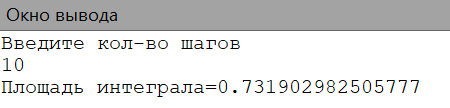 Окно вывода
Введите кол-во шагов
10
Площадь интеграла=0.731902982505777